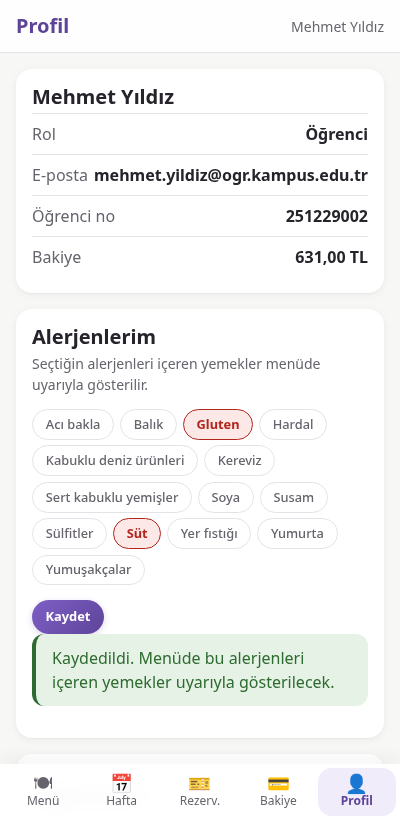 Profil
Mehmet Yıldız
Mehmet Yıldız
Rol Öğrenci
E-posta mehmet.yildiz@ogr.kampus.edu.tr
Öğrenci no 251229002
Bakiye 631,00 TL
Alerjenlerim
Seçtiğin alerjenleri içeren yemekler menüde
uyarıyla gösterilir.
Acı bakla Balık Gluten Hardal
Kabuklu deniz ürünleri Kereviz
Sert kabuklu yemişler Soya Susam
Sülfitler Süt Yer fıstığı Yumurta
Yumuşakçalar
Kaydet
Kaydedildi. Menüde bu alerjenleri
içeren yemekler uyarıyla gösterilecek.
Menü Hafta Rezerv. Bakiye Profil